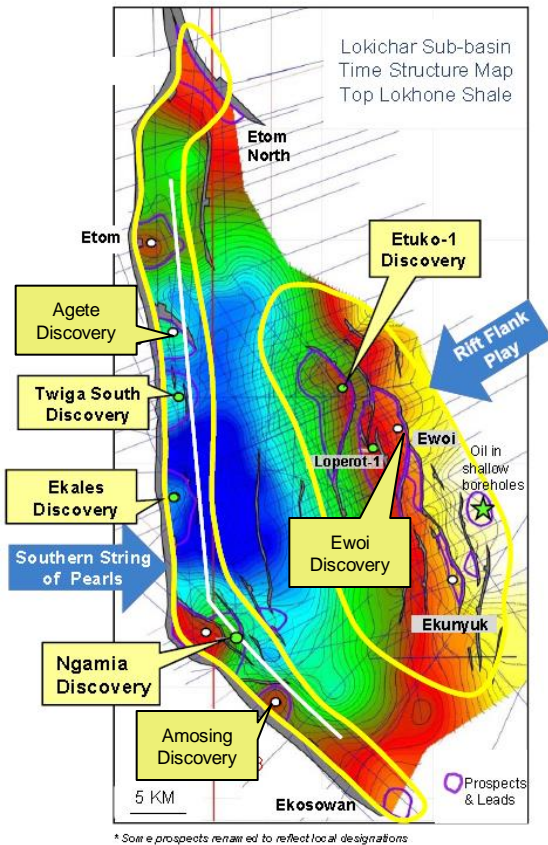 Lokichar Sub-basin
Time Structure Map
Top Lokhone Shale
Etom
North
Etom
Etuko-1
Discovery
Agete
Discovery
Rift Flank
Play
Twiga South
Discovery
Ewoi
Loperot-1
Oil in
shallow
boreholes
Ekales
Discovery
Ewoi
Discovery
Southern String
of Pearls
Ekunyuk
Ngamia
Discovery
Amosing
Discovery
3
5 KM
Ekosowan
Prospects
& Leads
* Some prospects renamed to reflect local designations